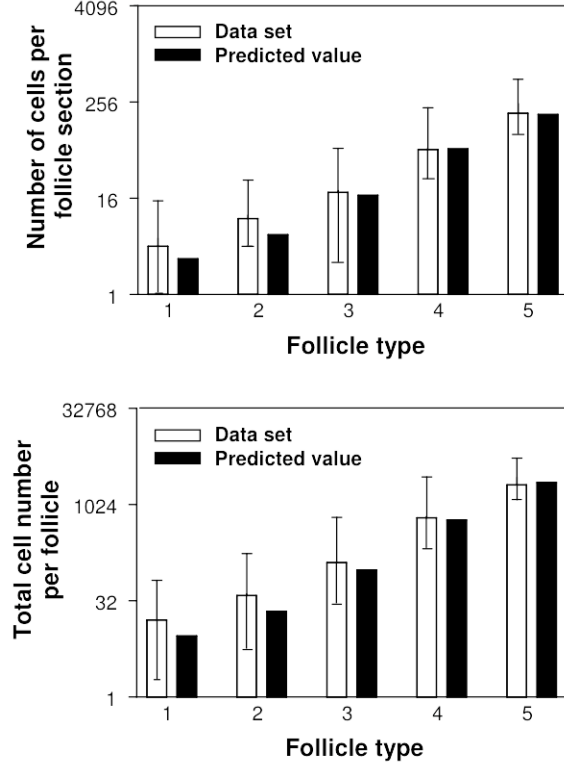 4096
256
16
1
Number of cells per
follicle section
Data set
Predicted value
1 2 3 4 5
Follicle type
32768
1024
32
1
Total cell number
per follicle
Data set
Predicted value
1 2 3 4 5
Follicle type